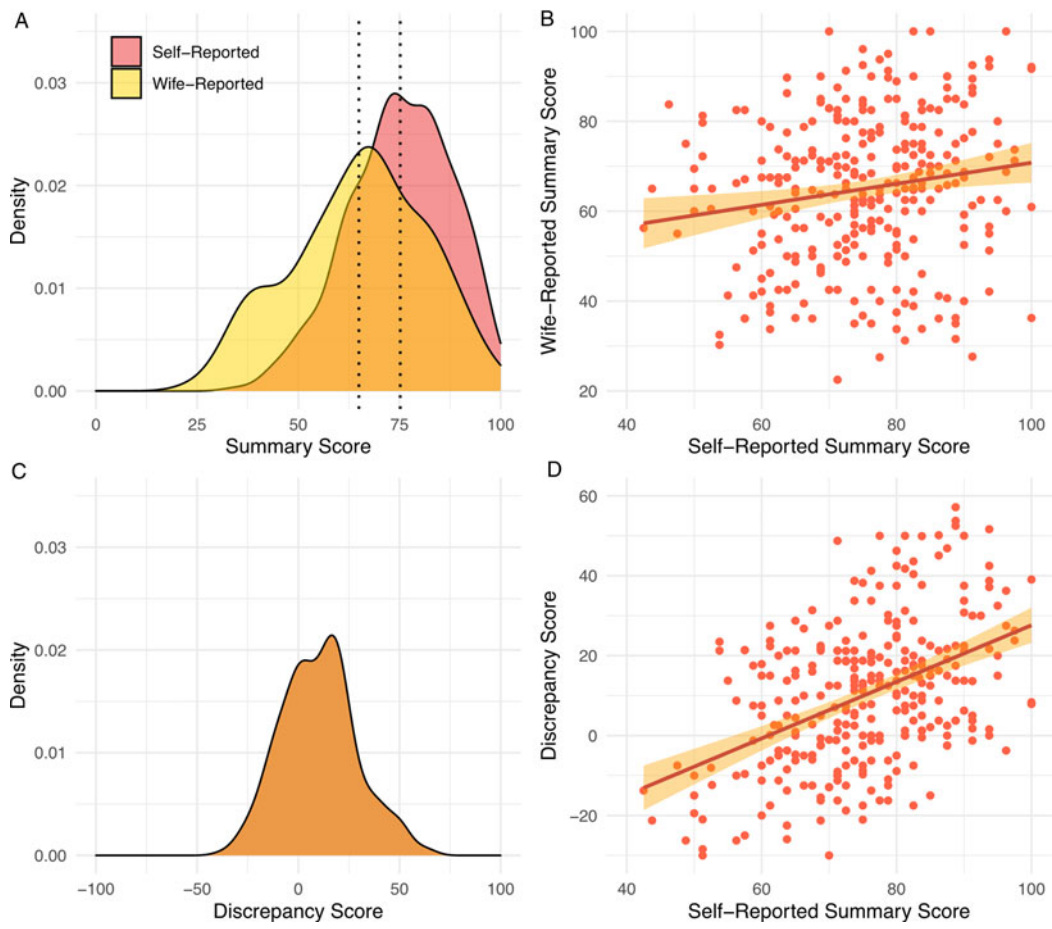 A
Self-Reported
Wife-Reported
Density
0.03
0.02
0.01
0.00
0
25
50
75
100
Summary Score
B
Wife-Reported Summary Score
100
80
60
40
20
40
60
80
100
Self-Reported Summary Score
C
Density
0.03
0.02
0.01
0.00
-100
-50
0
50
100
Discrepancy Score
D
Discrepancy Score
60
40
20
0
-20
40
60
80
100
Self-Reported Summary Score